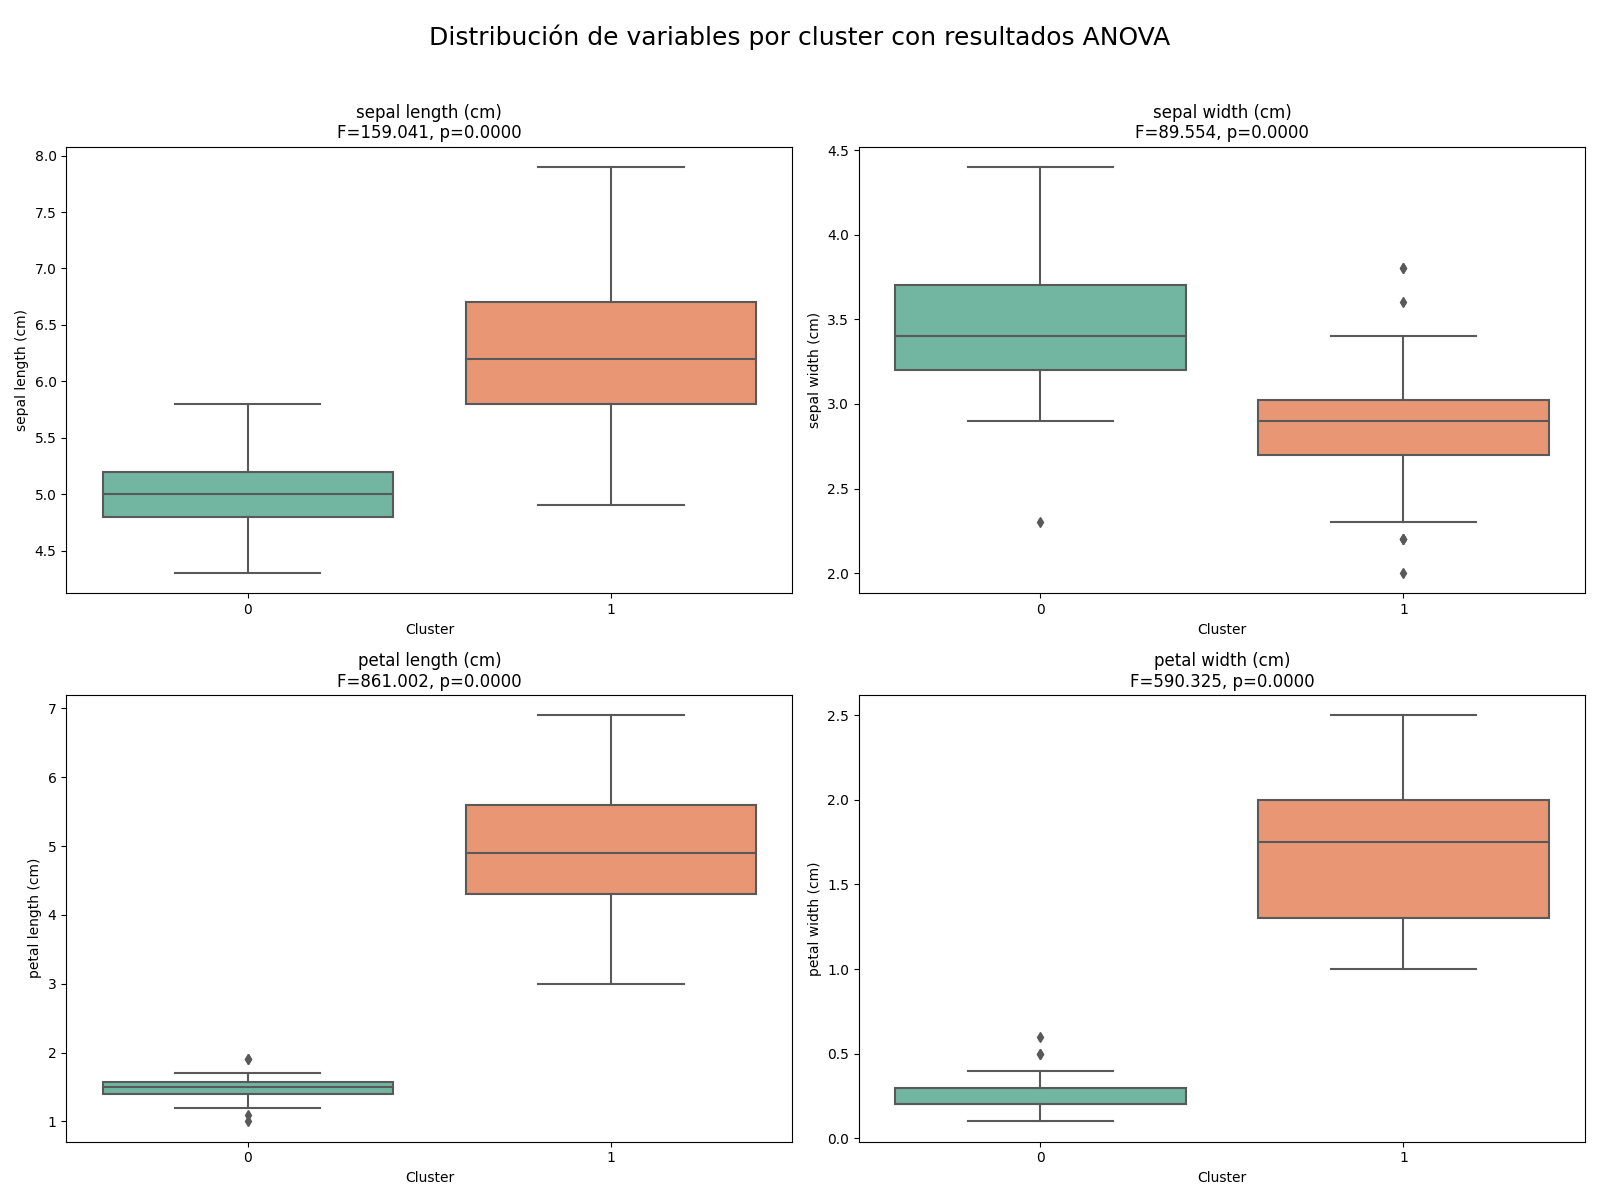 Distribución de variables por cluster con resultados ANOVA
sepal length (cm)
F=159.041, p=0.0000
sepal length (cm)
8.0
7.5
7.0
6.5
6.0
5.5
5.0
4.5
0
1
Cluster
sepal width (cm)
F=89.554, p=0.0000
sepal width (cm)
4.5
4.0
3.5
3.0
2.5
2.0
0
1
Cluster
petal length (cm)
F=861.002, p=0.0000
petal length (cm)
7
6
5
4
3
2
1
0
1
Cluster
petal width (cm)
F=590.325, p=0.0000
petal width (cm)
2.5
2.0
1.5
1.0
0.5
0.0
0
1
Cluster